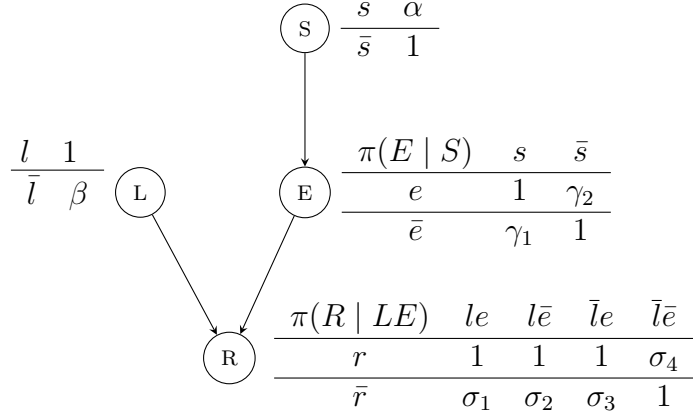 S
s α
s̄ 1
l 1
l̄ β
L
E
π(E | S) s s̄
e 1 γ₂
ē γ₁ 1
R
π(R | LE) le lē l̄e l̄ē
r 1 1 1 σ₄
r̄ σ₁ σ₂ σ₃ 1